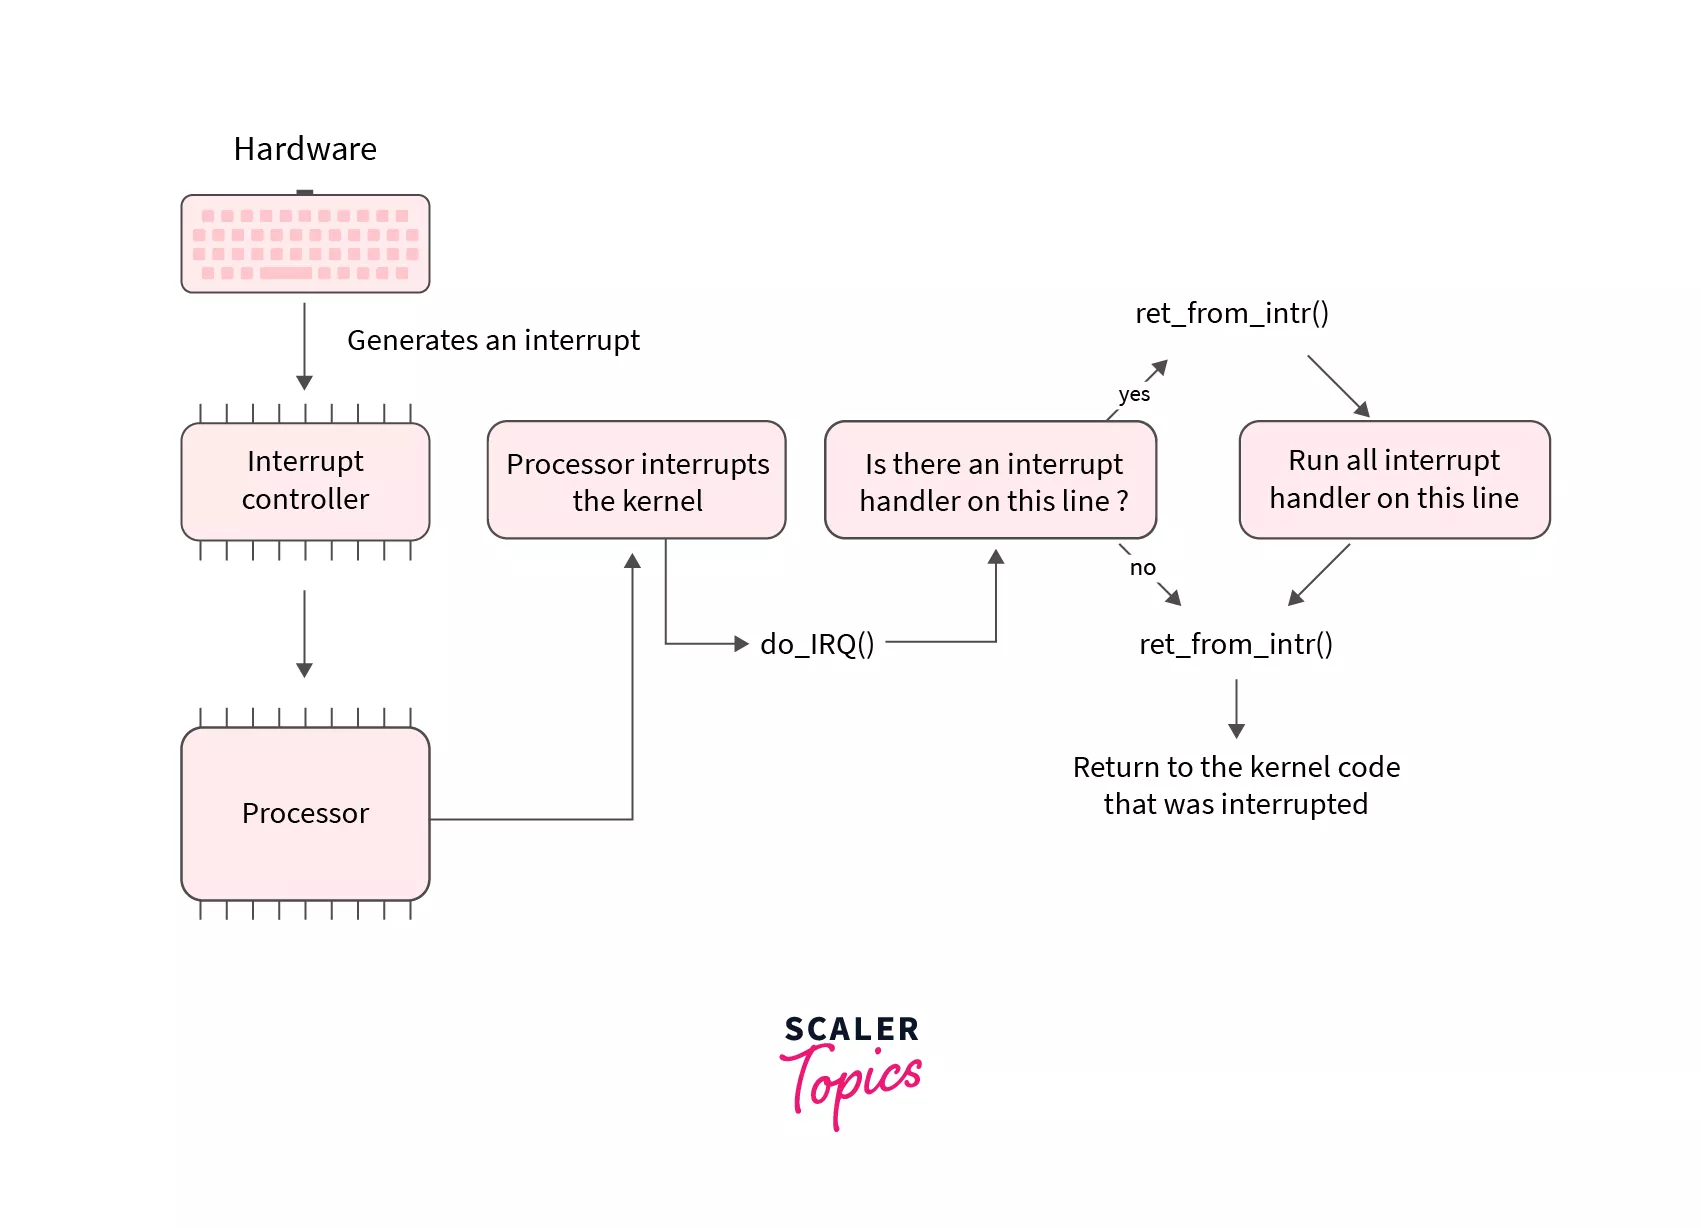 Hardware
Generates an interrupt
Interrupt
controller
Processor
Processor interrupts
the kernel
do_IRQ()
Is there an interrupt
handler on this line ?
yes
ret_from_intr()
Run all interrupt
handler on this line
no
ret_from_intr()
Return to the kernel code
that was interrupted
SCALER
Topics